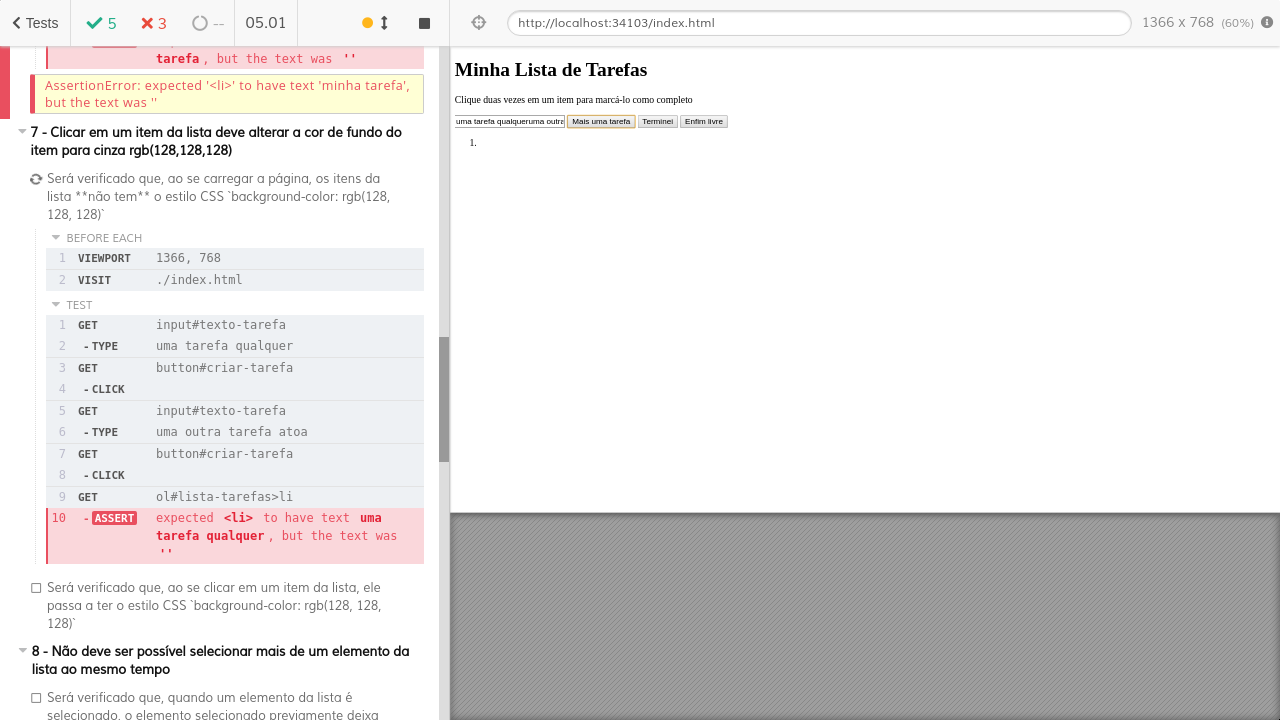 Tests
5
3
--
05.01
tarefa , but the text was ''
AssertionError: expected '<li>' to have text 'minha tarefa',
but the text was ''
7 - Clicar em um item da lista deve alterar a cor de fundo do
item para cinza rgb(128,128,128)
Será verificado que, ao se carregar a página, os itens da
lista **não tem** o estilo CSS `background-color: rgb(128,
128, 128)`
BEFORE EACH
1 VIEWPORT 1366, 768
2 VISIT ./index.html
TEST
1 GET input#texto-tarefa
2 - TYPE uma tarefa qualquer
3 GET button#criar-tarefa
4 - CLICK
5 GET input#texto-tarefa
6 - TYPE uma outra tarefa atoa
7 GET button#criar-tarefa
8 - CLICK
9 GET ol#lista-tarefas>li
10 - ASSERT expected <li> to have text uma
tarefa qualquer , but the text was
''
Será verificado que, ao se clicar em um item da lista, ele
passa a ter o estilo CSS `background-color: rgb(128, 128,
128)`
8 - Não deve ser possível selecionar mais de um elemento da
lista ao mesmo tempo
Será verificado que, quando um elemento da lista é
selecionado, o elemento selecionado previamente deixa
http://localhost:34103/index.html
1366 x 768 (60%)
Minha Lista de Tarefas
Clique duas vezes em um item para marcá-lo como completo
uma tarefa qualqueruma outra
Mais uma tarefa
Terminei
Enfim livre
1.